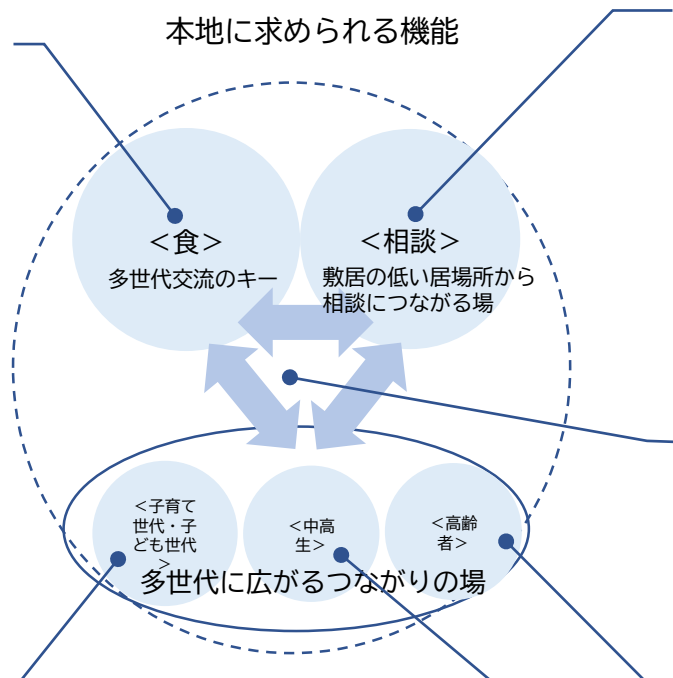 本地に求められる機能
＜食＞
多世代交流のキー
＜相談＞
敷居の低い居場所から
相談につながる場
＜子育て
世代・子
ども世代
＞
＜中高
生＞
＜高齢
者＞
多世代に広がるつながりの場